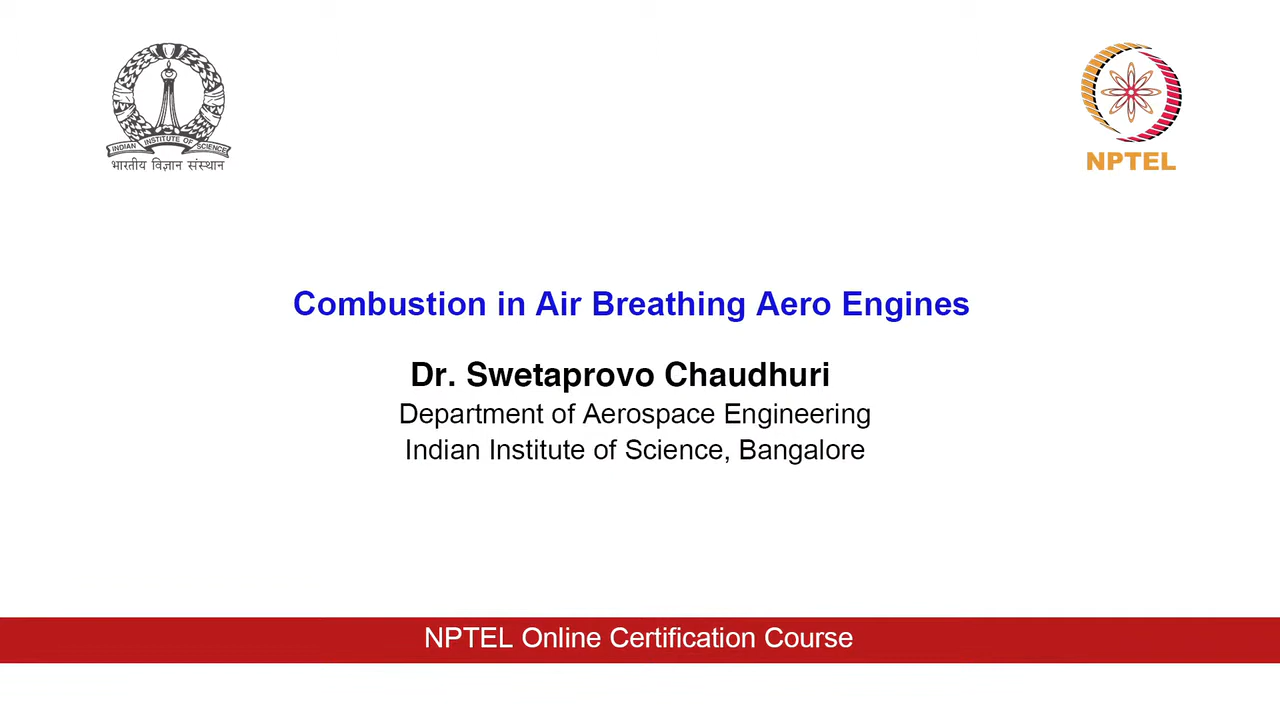 INDIAN INSTITUTE OF SCIENCE
भारतीय विज्ञान संस्थान
NPTEL
Combustion in Air Breathing Aero Engines
Dr. Swetaprovo Chaudhuri
Department of Aerospace Engineering
Indian Institute of Science, Bangalore
NPTEL Online Certification Course